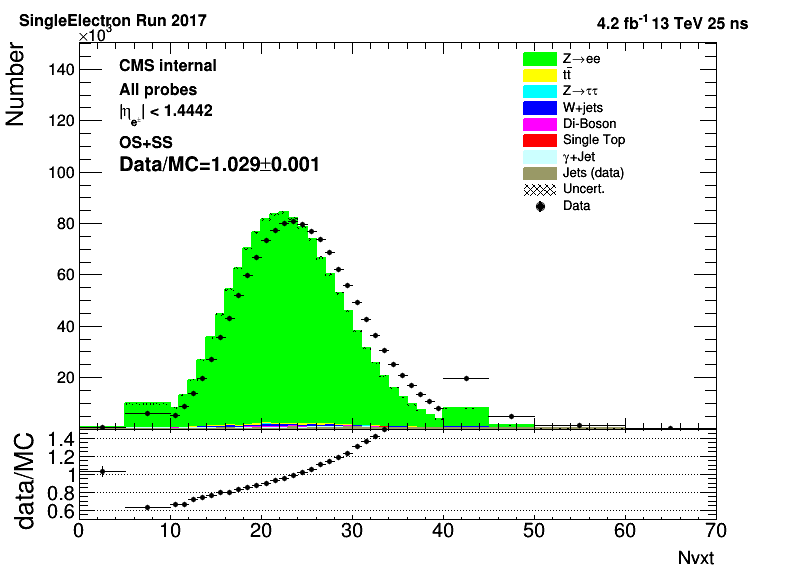 SingleElectron Run 2017
4.2 fb⁻¹ 13 TeV 25 ns
×10³
Number
140
120
100
80
60
40
20
CMS internal
All probes
|η_e±| < 1.4442
OS+SS
Data/MC=1.029±0.001
Z→ee
tt̄
Z→ττ
W+jets
Di-Boson
Single Top
γ+Jet
Jets (data)
Uncert.
Data
data/MC
1.4
1.2
1
0.8
0.6
0 10 20 30 40 50 60 70
Nvxt